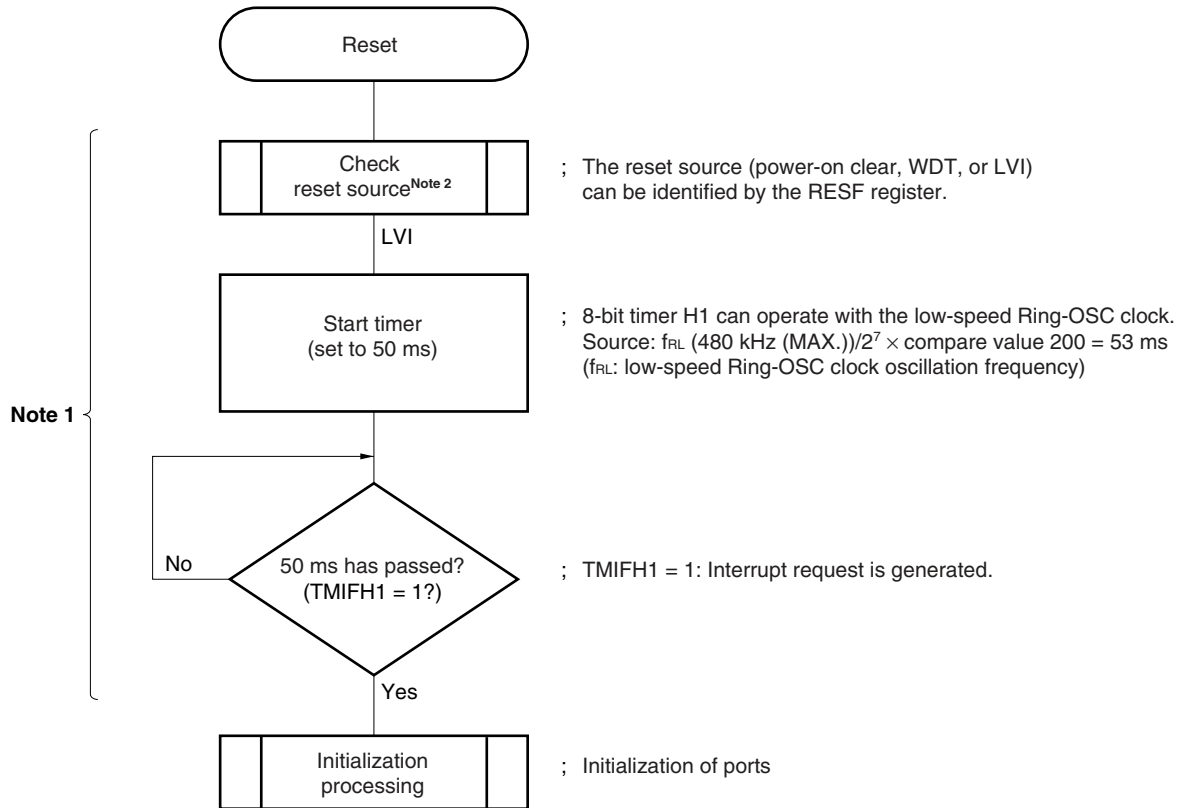 Reset
Check
reset source Note 2
; The reset source (power-on clear, WDT, or LVI)
can be identified by the RESF register.
LVI
Start timer
(set to 50 ms)
; 8-bit timer H1 can operate with the low-speed Ring-OSC clock.
Source: fRL (480 kHz (MAX.))/2⁷ × compare value 200 = 53 ms
(fRL: low-speed Ring-OSC clock oscillation frequency)
Note 1
No
50 ms has passed?
(TMIFH1 = 1?)
; TMIFH1 = 1: Interrupt request is generated.
Yes
Initialization
processing
; Initialization of ports